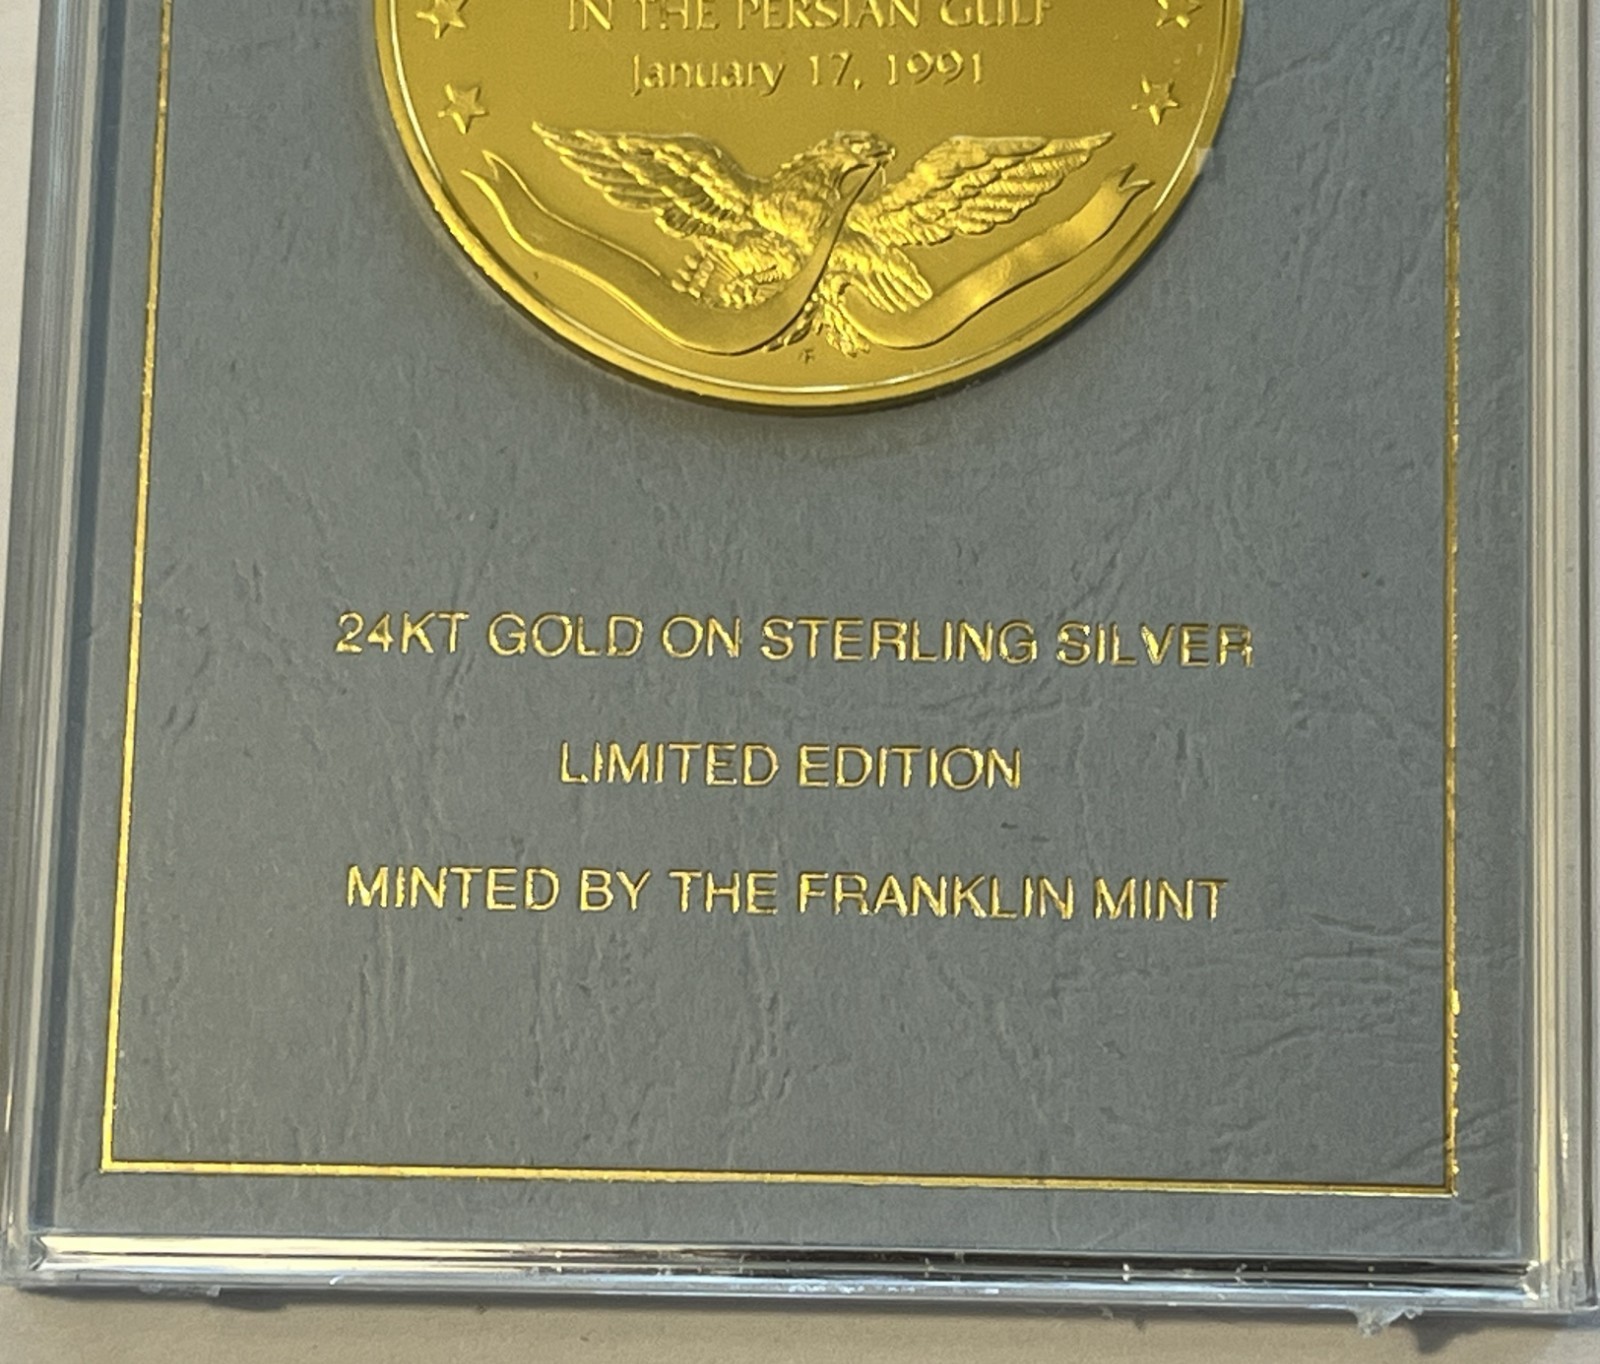 IN THE PERSIAN GULF
January 17, 1991
24KT GOLD ON STERLING SILVER
LIMITED EDITION
MINTED BY THE FRANKLIN MINT